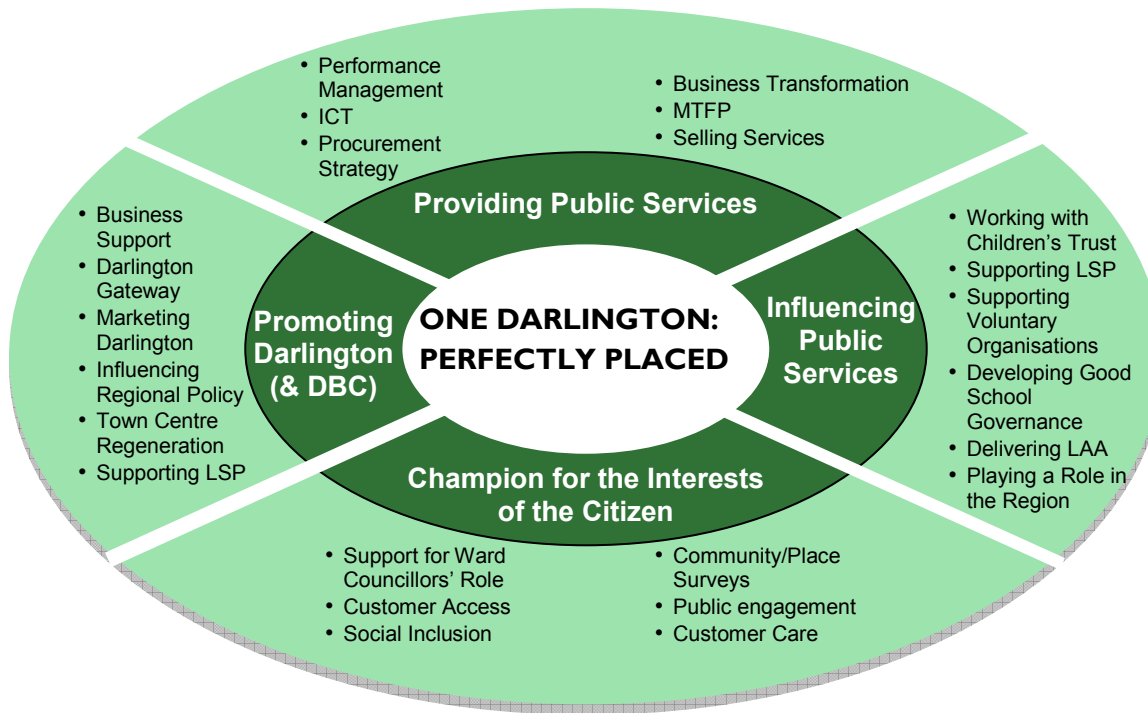 • Performance
Management
• ICT
• Procurement
Strategy
• Business Transformation
• MTFP
• Selling Services
Providing Public Services
• Business
Support
• Darlington
Gateway
• Marketing
Darlington
• Influencing
Regional Policy
• Town Centre
Regeneration
• Supporting LSP
Promoting
Darlington
(& DBC)
ONE DARLINGTON:
PERFECTLY PLACED
Influencing
Public
Services
• Working with
Children’s Trust
• Supporting LSP
• Supporting
Voluntary
Organisations
• Developing Good
School
Governance
• Delivering LAA
• Playing a Role in
the Region
Champion for the Interests
of the Citizen
• Support for Ward
Councillors’ Role
• Customer Access
• Social Inclusion
• Community/Place
Surveys
• Public engagement
• Customer Care